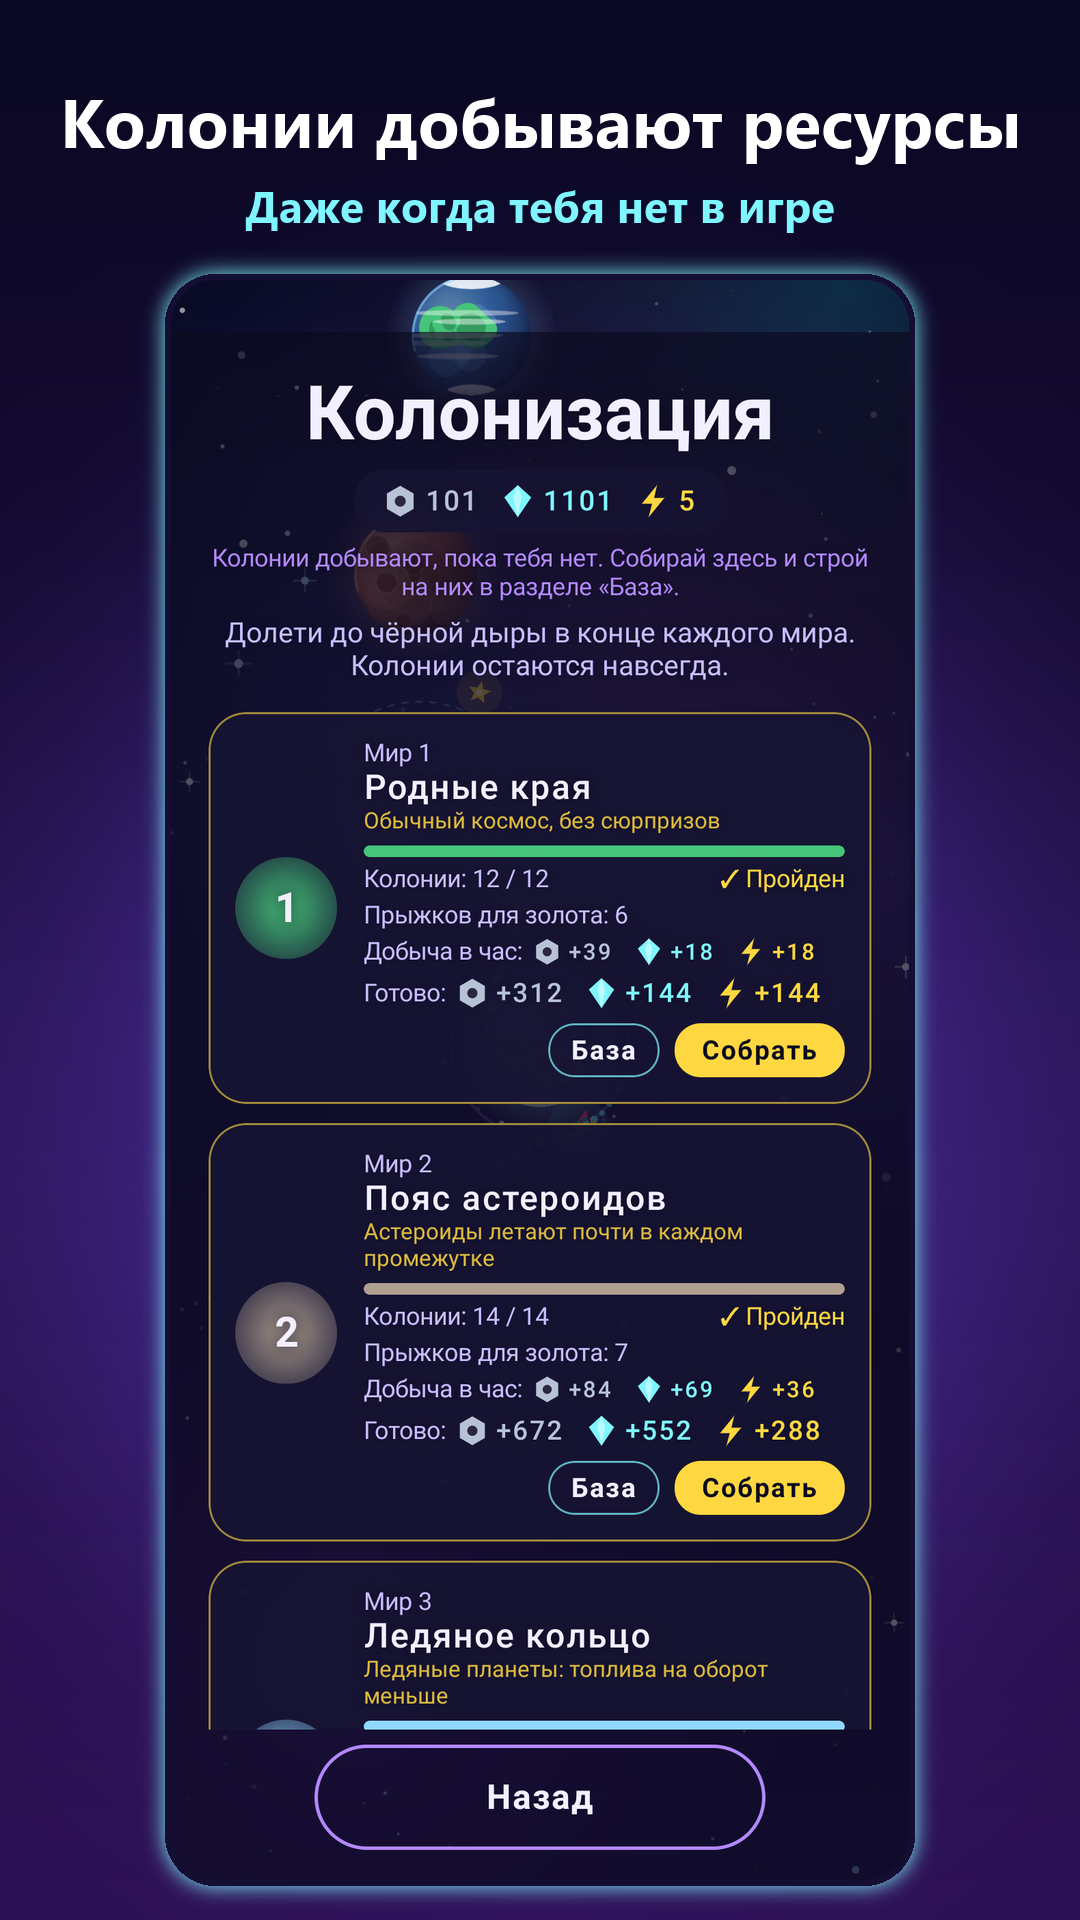 Колонии добывают ресурсы
Даже когда тебя нет в игре
Колонизация
101 1101 5
Колонии добывают, пока тебя нет. Собирай здесь и строй
на них в разделе «База».
Долети до чёрной дыры в конце каждого мира.
Колонии остаются навсегда.
Мир 1
Родные края
Обычный космос, без сюрпризов
1
Колонии: 12 / 12 ✓ Пройден
Прыжков для золота: 6
Добыча в час: +39 +18 +18
Готово: +312 +144 +144
База Собрать
Мир 2
Пояс астероидов
Астероиды летают почти в каждом
промежутке
2
Колонии: 14 / 14 ✓ Пройден
Прыжков для золота: 7
Добыча в час: +84 +69 +36
Готово: +672 +552 +288
База Собрать
Мир 3
Ледяное кольцо
Ледяные планеты: топлива на оборот
меньше
Назад